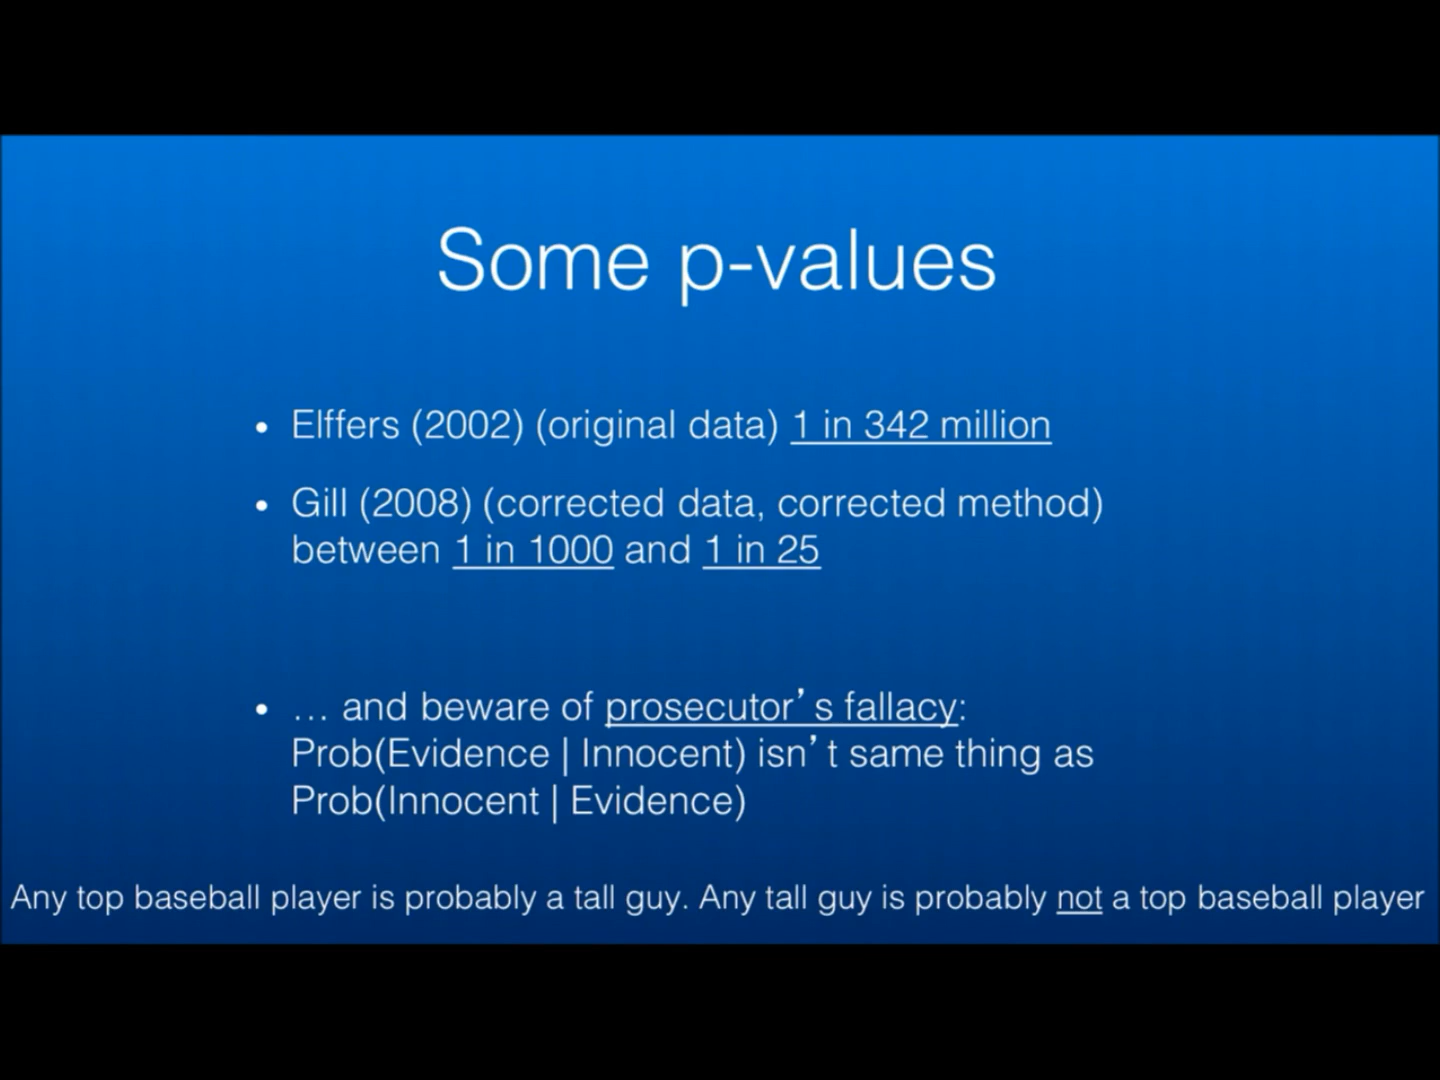 Some p-values
• Elffers (2002) (original data) 1 in 342 million
• Gill (2008) (corrected data, corrected method)
between 1 in 1000 and 1 in 25
• … and beware of prosecutor’s fallacy:
Prob(Evidence | Innocent) isn’t same thing as
Prob(Innocent | Evidence)
Any top baseball player is probably a tall guy. Any tall guy is probably not a top baseball player